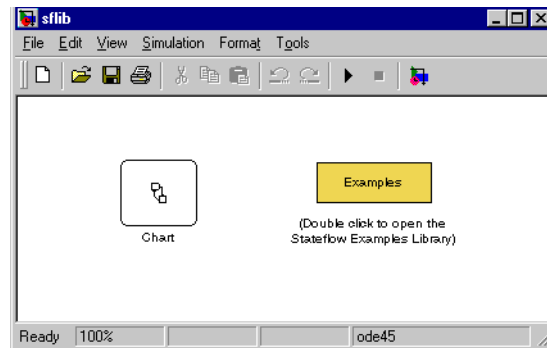 sflib
File Edit View Simulation Format Tools
Examples
Chart
(Double click to open the
Stateflow Examples Library)
Ready 100% ode45